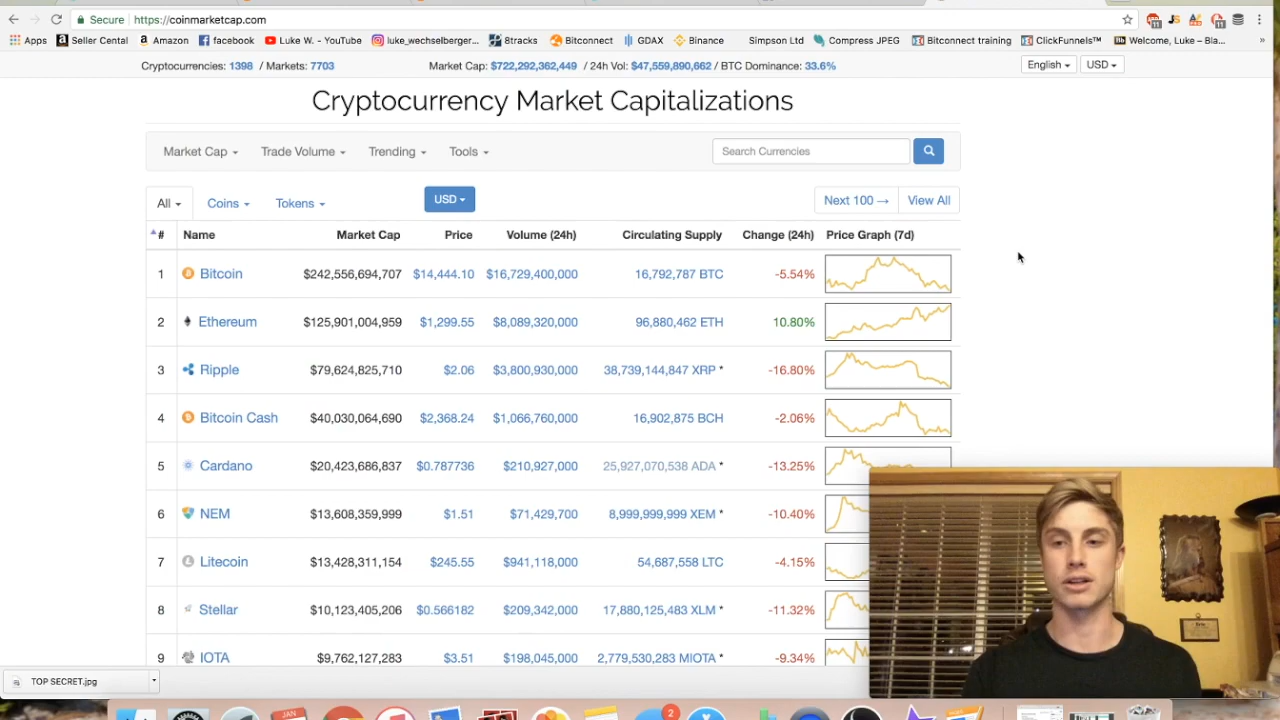 Secure https://coinmarketcap.com
Apps Seller Cental Amazon facebook Luke W. - YouTube luke_wechselberger... 8tracks Bitconnect GDAX Binance Simpson Ltd Compress JPEG Bitconnect training ClickFunnels™ Welcome, Luke – Bla... »
Cryptocurrencies: 1398 / Markets: 7703 Market Cap: $722,292,362,449 / 24h Vol: $47,559,890,662 / BTC Dominance: 33.6% English USD
Cryptocurrency Market Capitalizations
Market Cap Trade Volume Trending Tools Search Currencies
All Coins Tokens USD Next 100 → View All
# Name Market Cap Price Volume (24h) Circulating Supply Change (24h) Price Graph (7d)
1 Bitcoin $242,556,694,707 $14,444.10 $16,729,400,000 16,792,787 BTC -5.54%
2 Ethereum $125,901,004,959 $1,299.55 $8,089,320,000 96,880,462 ETH 10.80%
3 Ripple $79,624,825,710 $2.06 $3,800,930,000 38,739,144,847 XRP * -16.80%
4 Bitcoin Cash $40,030,064,690 $2,368.24 $1,066,760,000 16,902,875 BCH -2.06%
5 Cardano $20,423,686,837 $0.787736 $210,927,000 25,927,070,538 ADA * -13.25%
6 NEM $13,608,359,999 $1.51 $71,429,700 8,999,999,999 XEM * -10.40%
7 Litecoin $13,428,311,154 $245.55 $941,118,000 54,687,558 LTC -4.15%
8 Stellar $10,123,405,206 $0.566182 $209,342,000 17,880,125,483 XLM * -11.32%
9 IOTA $9,762,127,283 $3.51 $198,045,000 2,779,530,283 MIOTA * -9.34%
TOP SECRET.jpg
JAN 2